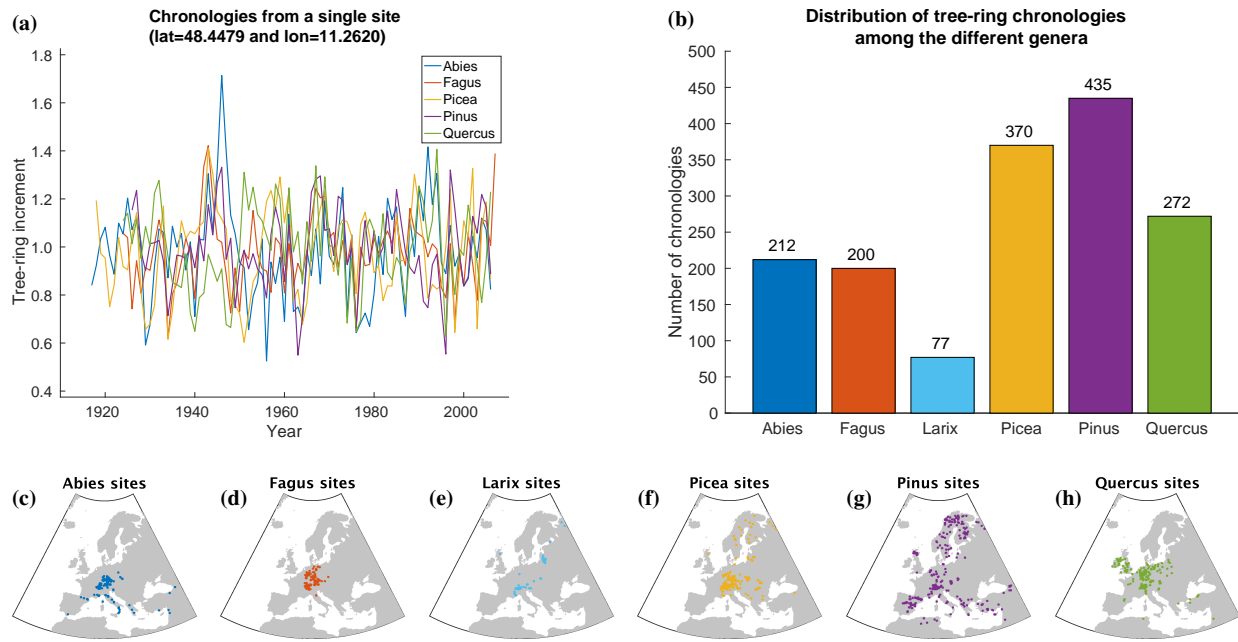 (a)
Chronologies from a single site
(lat=48.4479 and lon=11.2620)
1.8
1.6
1.4
1.2
1.0
0.8
0.6
0.4
Tree-ring increment
1920
1940
1960
1980
2000
Year
Abies
Fagus
Picea
Pinus
Quercus
(b)
Distribution of tree-ring chronologies
among the different genera
500
450
400
350
300
250
200
150
100
50
0
Number of chronologies
212
200
77
370
435
272
Abies
Fagus
Larix
Picea
Pinus
Quercus
(c)
Abies sites
(d)
Fagus sites
(e)
Larix sites
(f)
Picea sites
(g)
Pinus sites
(h)
Quercus sites